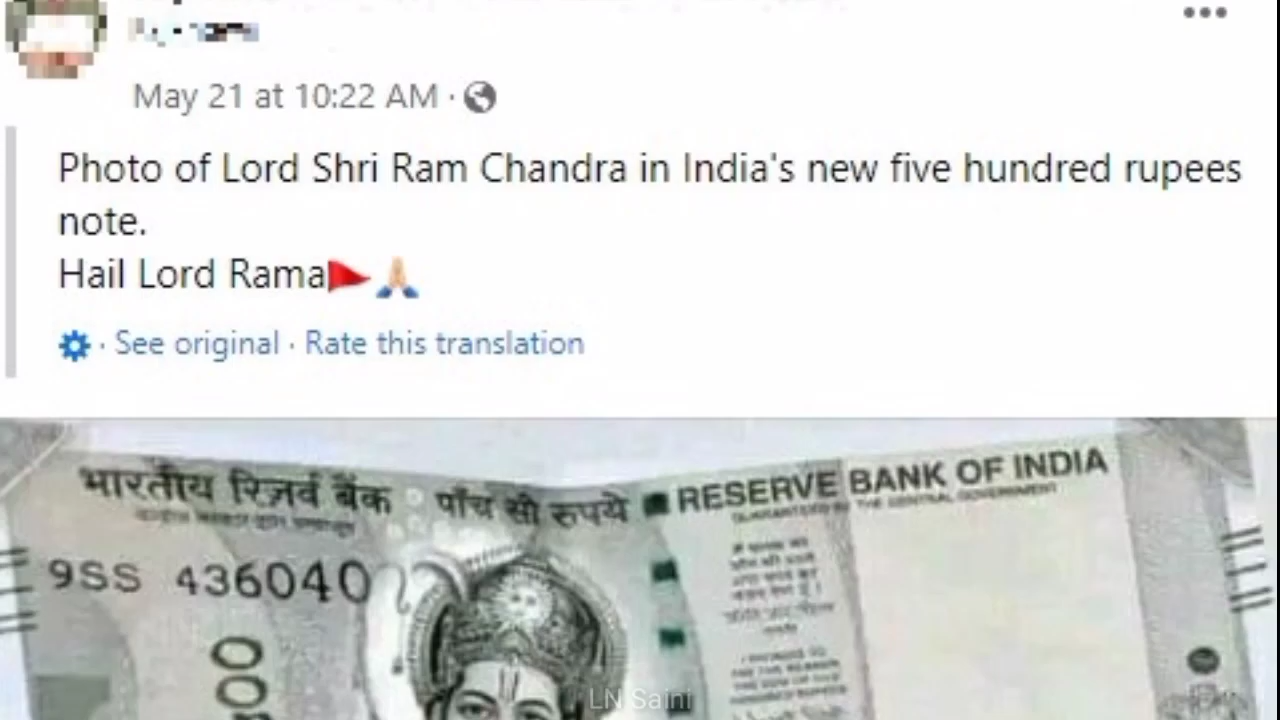 May 21 at 10:22 AM ·
Photo of Lord Shri Ram Chandra in India's new five hundred rupees
note.
Hail Lord Rama🚩🙏
· See original · Rate this translation
भारतीय रिज़र्व बैंक पाँच सौ रुपये RESERVE BANK OF INDIA
GUARANTEED BY THE CENTRAL GOVERNMENT
9SS 436040
LN Saini